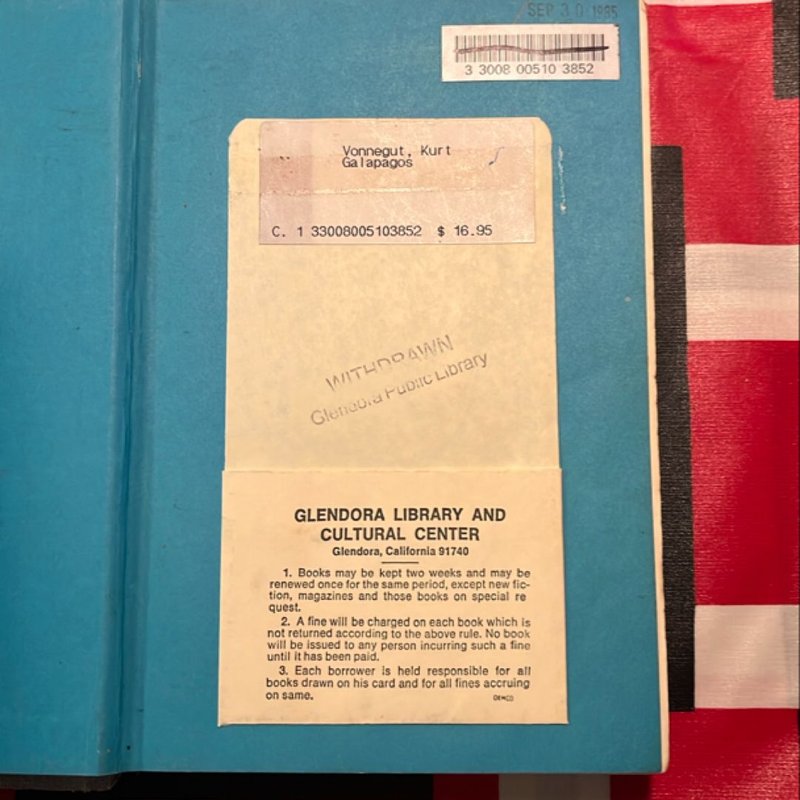 SEP 30 1985
3 3008 00510 3852
Vonnegut, Kurt
Galapagos
C. 1 33008005103852 $ 16.95
WITHDRAWN
Glendora Public Library
GLENDORA LIBRARY AND
CULTURAL CENTER
Glendora, California 91740
1. Books may be kept two weeks and may be
renewed once for the same period, except new fic-
tion, magazines and those books on special re
quest.
2. A fine will be charged on each book which is
not returned according to the above rule. No book
will be issued to any person incurring such a fine
until it has been paid.
3. Each borrower is held responsible for all
books drawn on his card and for all fines accruing
on same.
DEMCO